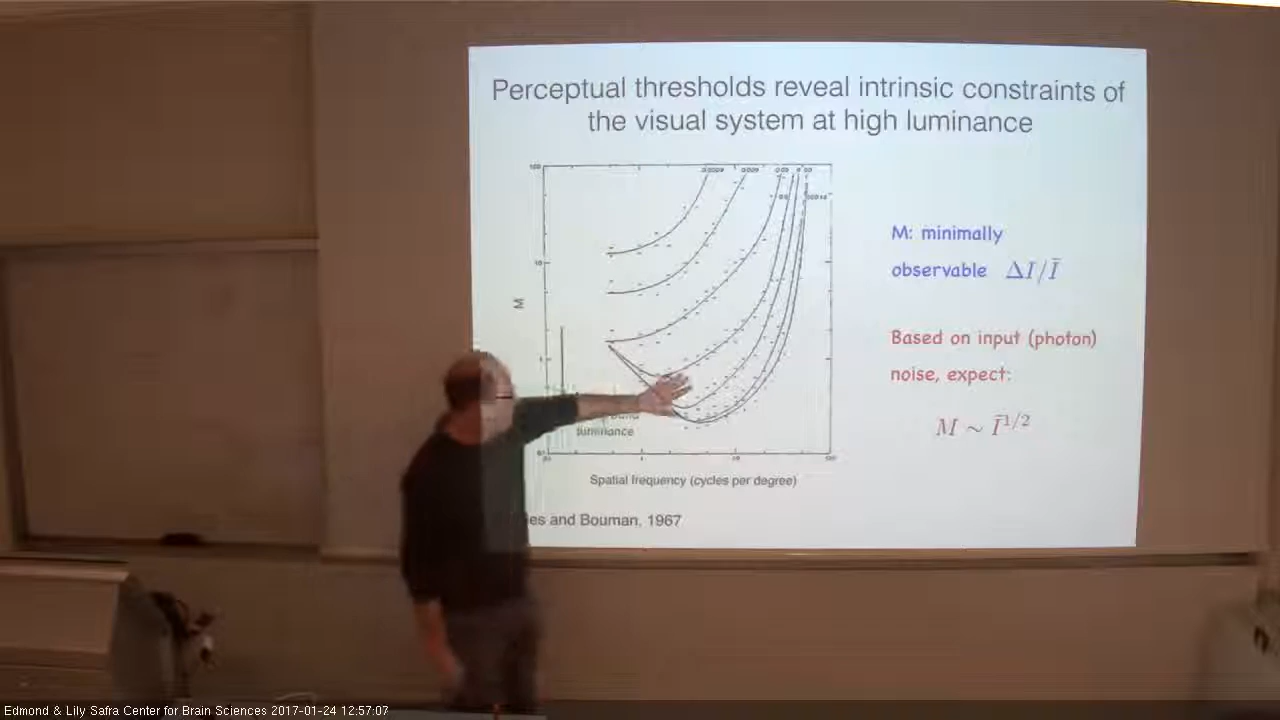 Perceptual thresholds reveal intrinsic constraints of
the visual system at high luminance
M
M: minimally
observable ΔI/Ī
Based on input (photon)
noise, expect:
M ~ Ī^{1/2}
luminance
Spatial frequency (cycles per degree)
and Bouman, 1967
Edmond & Lily Safra Center for Brain Sciences 2017-01-24 12:57:07